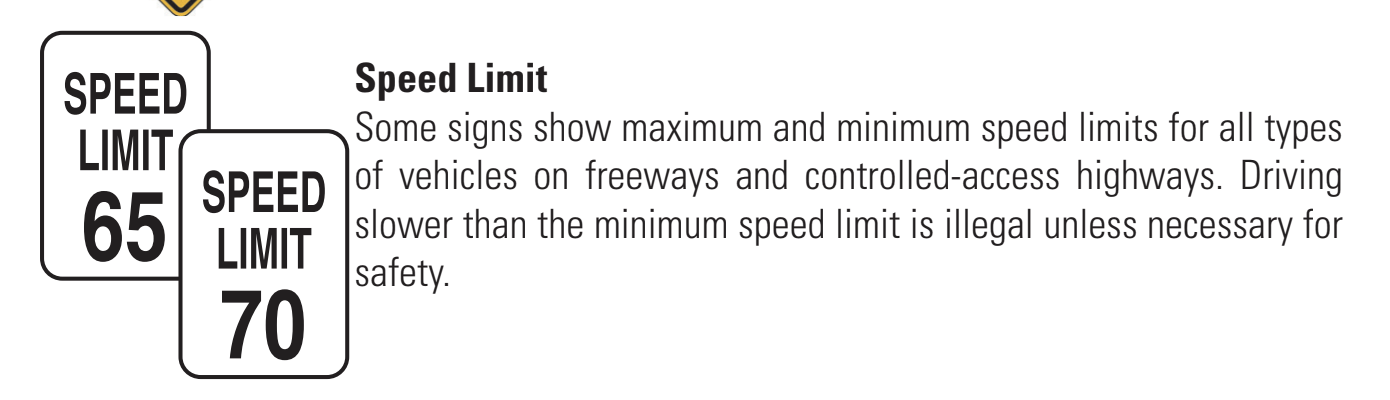 SPEED
LIMIT
65
SPEED
LIMIT
70
Speed Limit
Some signs show maximum and minimum speed limits for all types
of vehicles on freeways and controlled-access highways. Driving
slower than the minimum speed limit is illegal unless necessary for
safety.